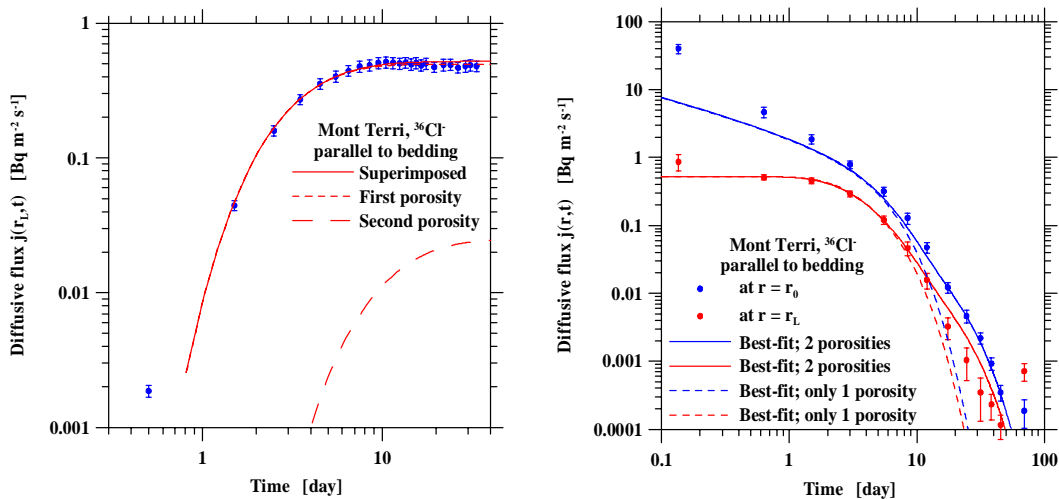 Diffusive flux j(r_L,t) [Bq m⁻² s⁻¹]
1
0.1
0.01
0.001
Mont Terri, ³⁶Cl⁻
parallel to bedding
Superimposed
First porosity
Second porosity
1
10
Time [day]
Diffusive flux j(r,t) [Bq m⁻² s⁻¹]
100
10
1
0.1
0.01
0.001
0.0001
Mont Terri, ³⁶Cl⁻
parallel to bedding
at r = r₀
at r = r_L
Best-fit; 2 porosities
Best-fit; 2 porosities
Best-fit; only 1 porosity
Best-fit; only 1 porosity
0.1
1
10
100
Time [day]